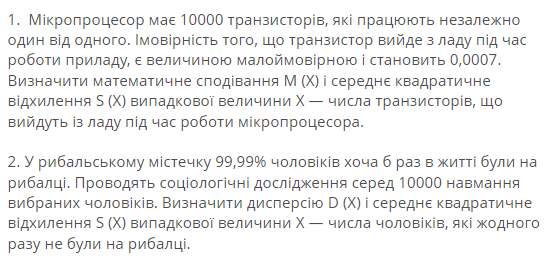 1.  Мікропроцесор має 10000 транзисторів, які працюють незалежно
один від одного. Імовірність того, що транзистор вийде з ладу під час
роботи приладу, є величиною малоймовірною і становить 0,0007.
Визначити математичне сподівання M (X) і середнє квадратичне
відхилення S (X) випадкової величини X — числа транзисторів, що
вийдуть із ладу під час роботи мікропроцесора.
2. У рибальському містечку 99,99% чоловіків хоча б раз в житті були на
рибалці. Проводять соціологічні дослідження серед 10000 навмання
вибраних чоловіків. Визначити дисперсію D (X) і середнє квадратичне
відхилення S (X) випадкової величини X — числа чоловіків, які жодного
разу не були на рибалці.